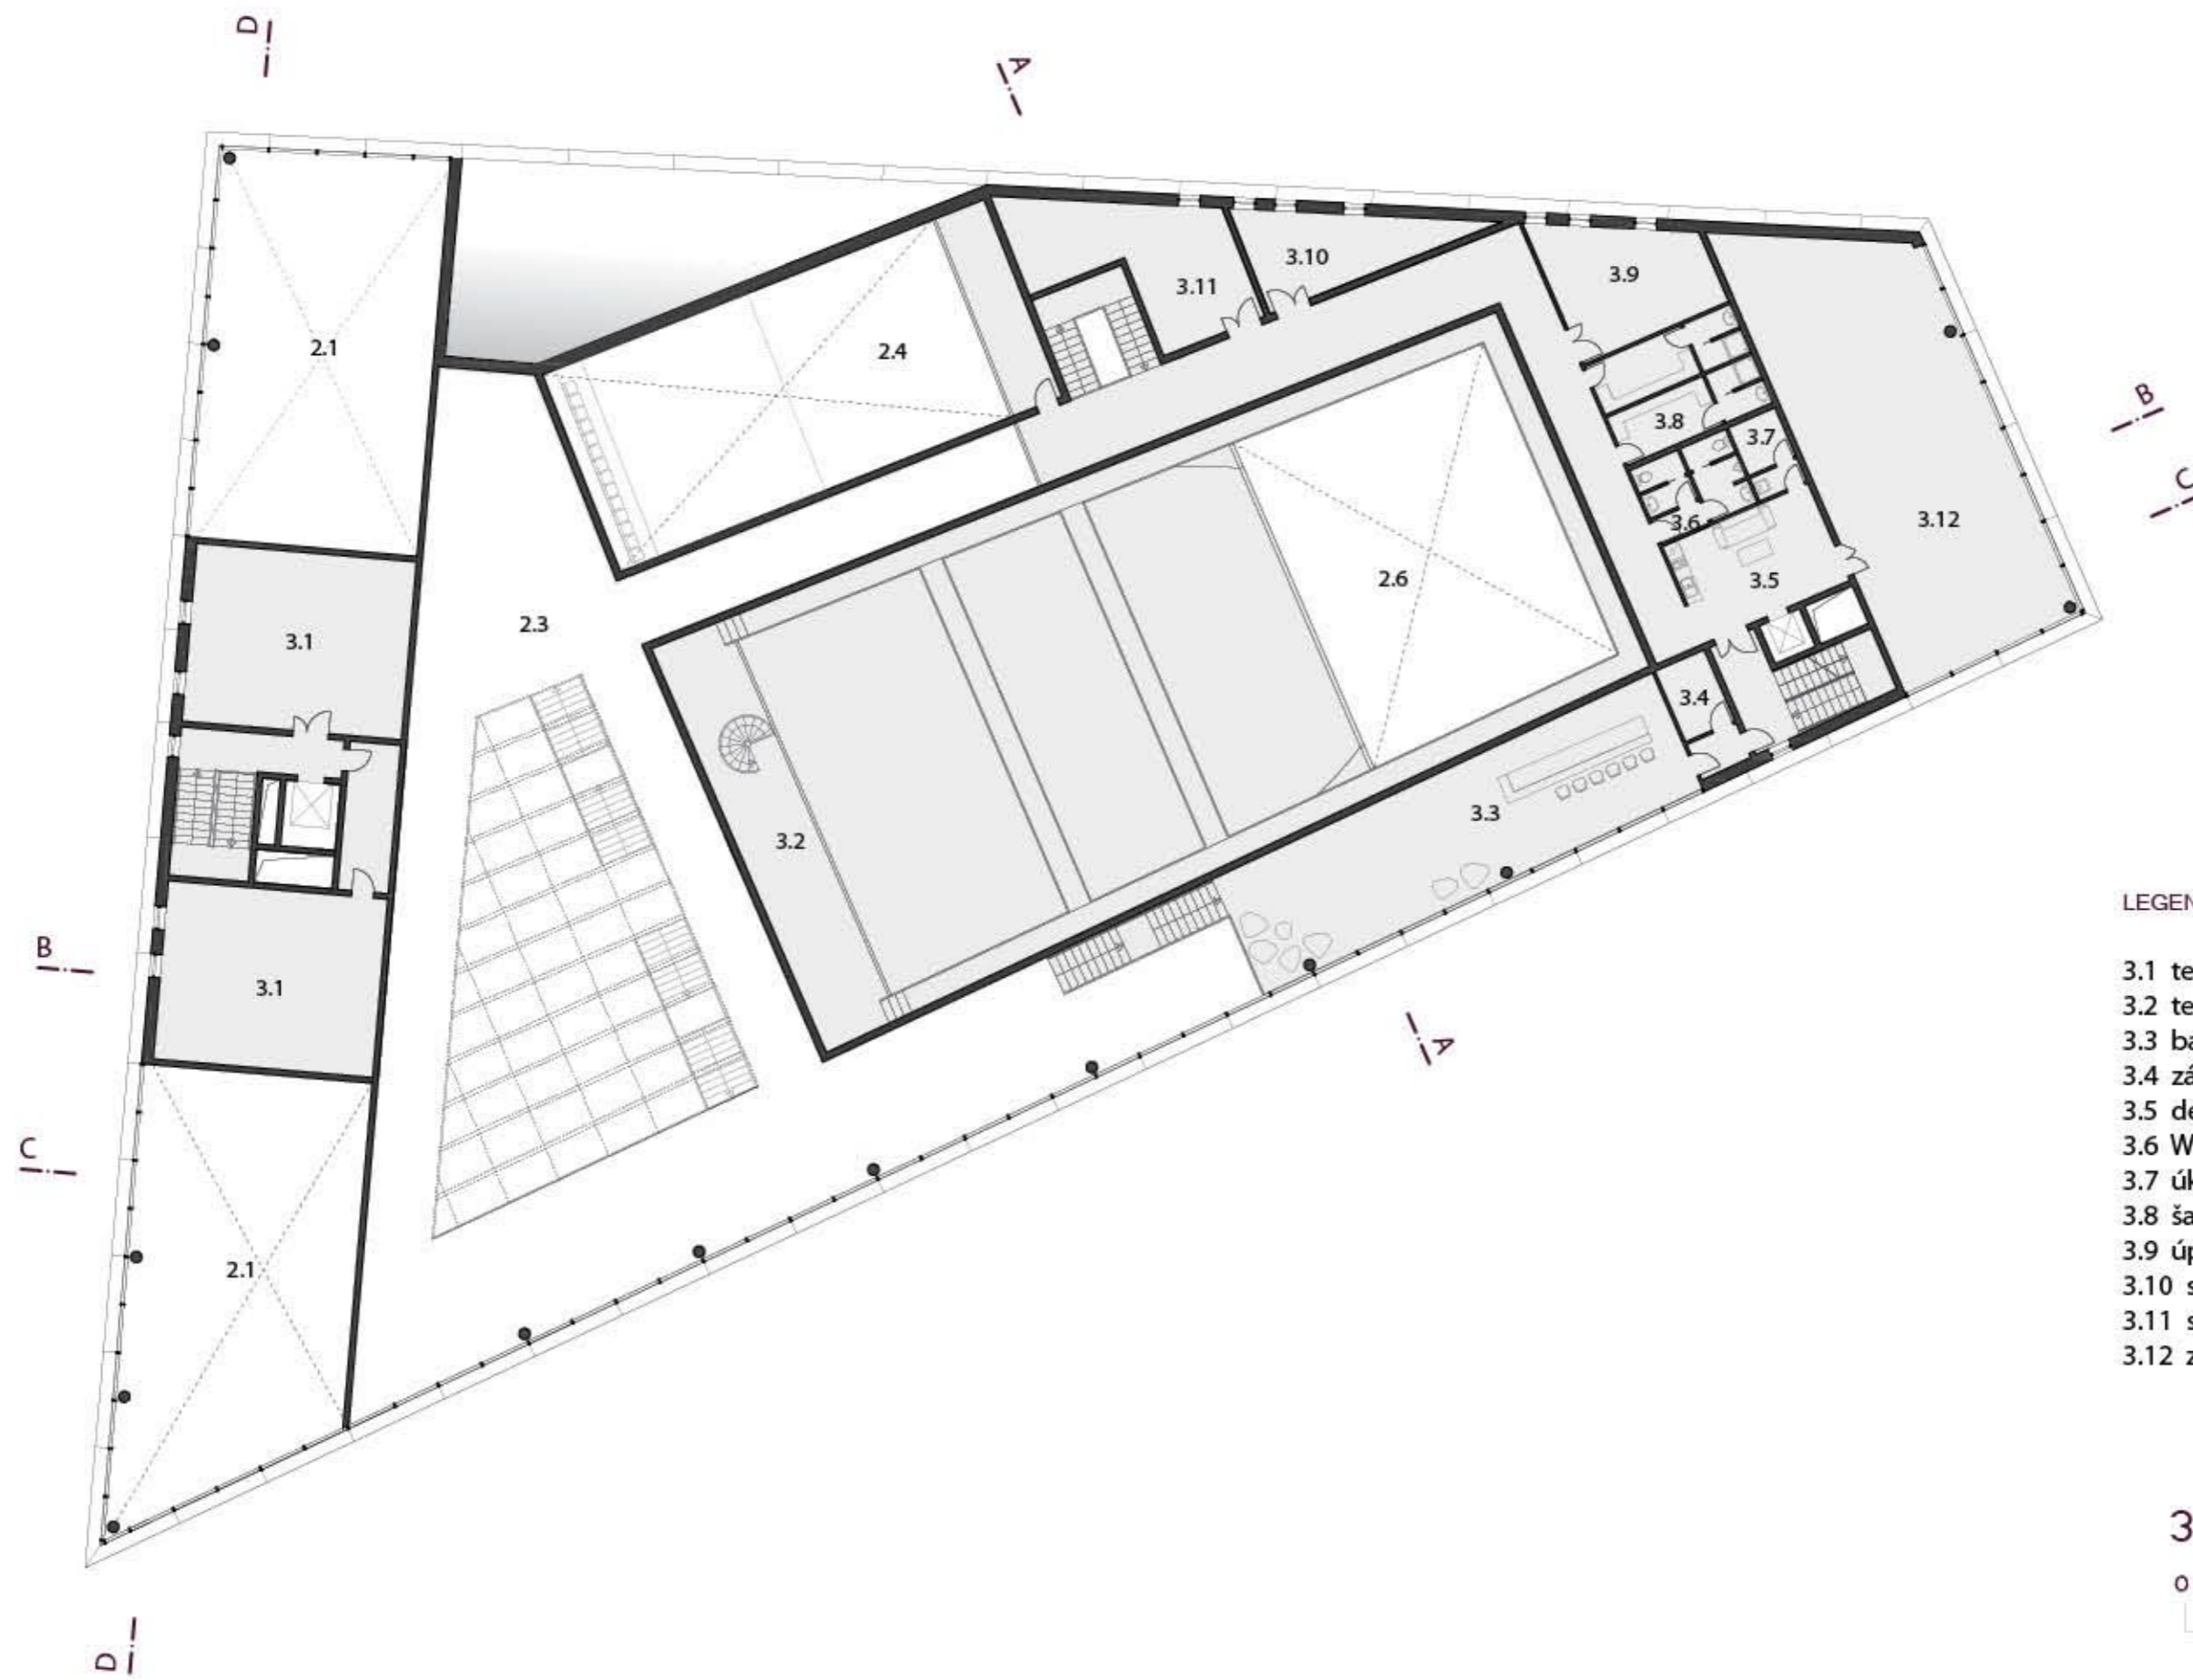 D
A
2.1
2.4
3.11
3.10
3.9
3.8
3.7
3.6
3.12
B
C
3.5
2.6
2.3
3.1
3.4
3.3
3.2
B
3.1
A
C
2.1
D
LEGEN
3.1 te
3.2 te
3.3 ba
3.4 zá
3.5 de
3.6 W
3.7 úk
3.8 ša
3.9 úp
3.10 s
3.11 s
3.12 z
3
0